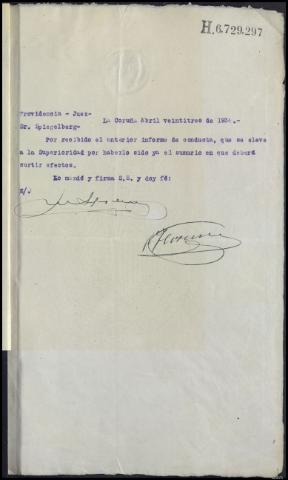 H.6.729.297
Providencia - Juez-
La Coruña Abril veintitres de 1934.-
Sr. Spiegelberg-
Por recibido el anterior informe de conducta, que se eleve
a la Superioridad por haberlo sido ya el sumario en que deberá
surtir efectos.
Lo mandó y firma S.S. y doy fé: